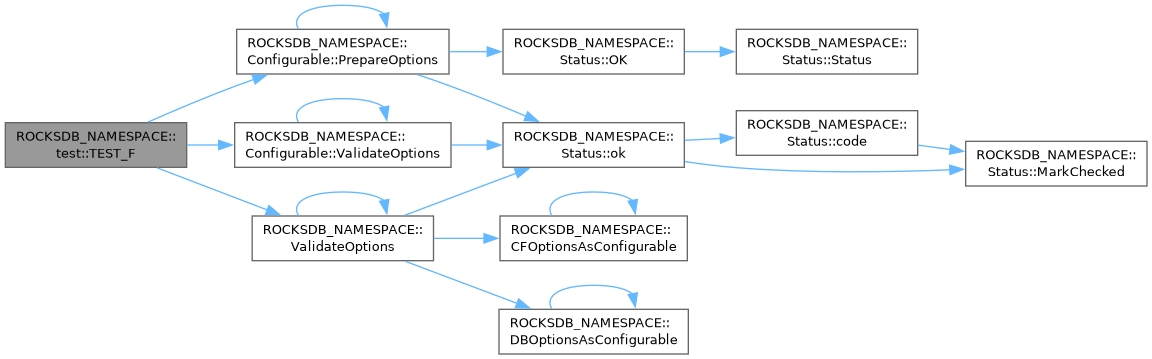 ROCKSDB_NAMESPACE::
test::TEST_F
ROCKSDB_NAMESPACE::
Configurable::PrepareOptions
ROCKSDB_NAMESPACE::
Configurable::ValidateOptions
ROCKSDB_NAMESPACE::
ValidateOptions
ROCKSDB_NAMESPACE::
Status::OK
ROCKSDB_NAMESPACE::
Status::ok
ROCKSDB_NAMESPACE::
CFOptionsAsConfigurable
ROCKSDB_NAMESPACE::
DBOptionsAsConfigurable
ROCKSDB_NAMESPACE::
Status::Status
ROCKSDB_NAMESPACE::
Status::code
ROCKSDB_NAMESPACE::
Status::MarkChecked